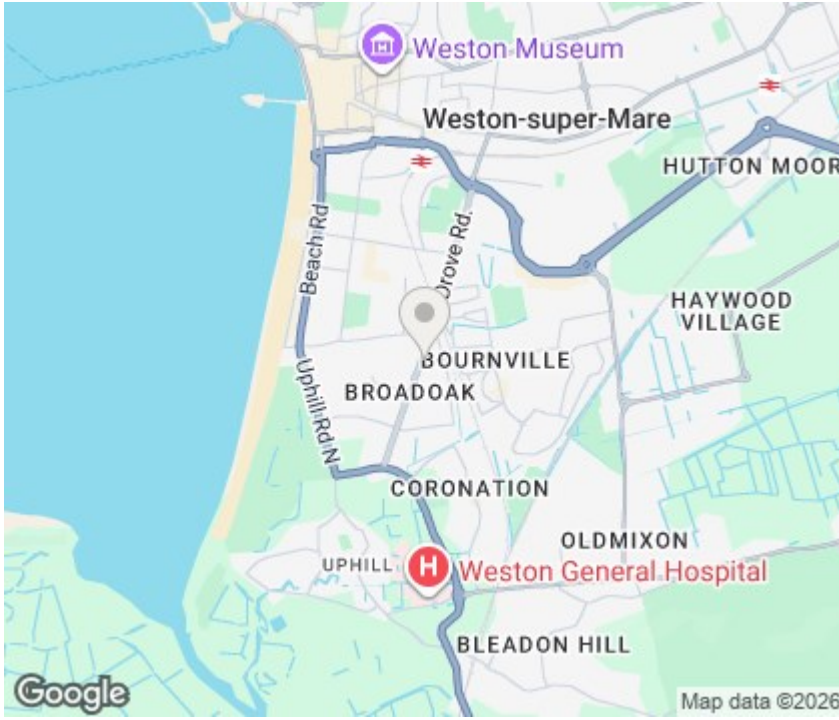 Weston Museum
Weston-super-Mare
HUTTON MOOR
Beach Rd
Drove Rd.
HAYWOOD
VILLAGE
BOURNVILLE
BROADOAK
Uphill Rd N
CORONATION
OLDMIXON
UPHILL
H
Weston General Hospital
BLEADON HILL
Google
Map data ©2026